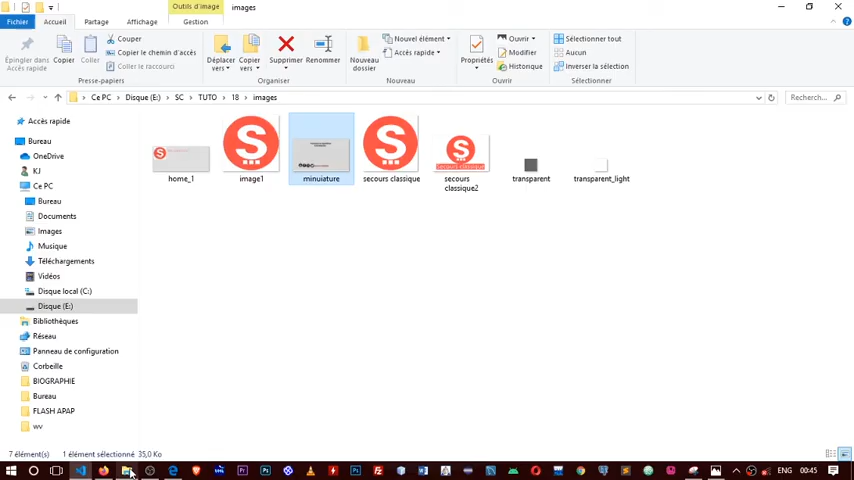 Outils d'image
images
Fichier
Accueil
Partage
Affichage
Gestion
Épingler dans Accès rapide
Copier
Coller
Couper
Copier le chemin d'accès
Coller le raccourci
Presse-papiers
Déplacer vers
Copier vers
Supprimer
Renommer
Organiser
Nouveau dossier
Nouvel élément
Accès rapide
Nouveau
Propriétés
Ouvrir
Modifier
Historique
Ouvrir
Sélectionner tout
Aucun
Inverser la sélection
Sélectionner
Ce PC
Disque (E:)
SC
TUTO
18
images
Recherc...
Accès rapide
Bureau
OneDrive
KJ
Ce PC
Bureau
Documents
Images
Musique
Téléchargements
Vidéos
Disque local (C:)
Disque (E:)
Bibliothèques
Réseau
Panneau de configuration
Corbeille
BIOGRAPHIE
Bureau
FLASH APAP
wv
home_1
image1
minuiature
secours classique
secours
classique2
transparent
transparent_light
7 élément(s)
1 élément sélectionné 35,0 Ko
ENG
00:45